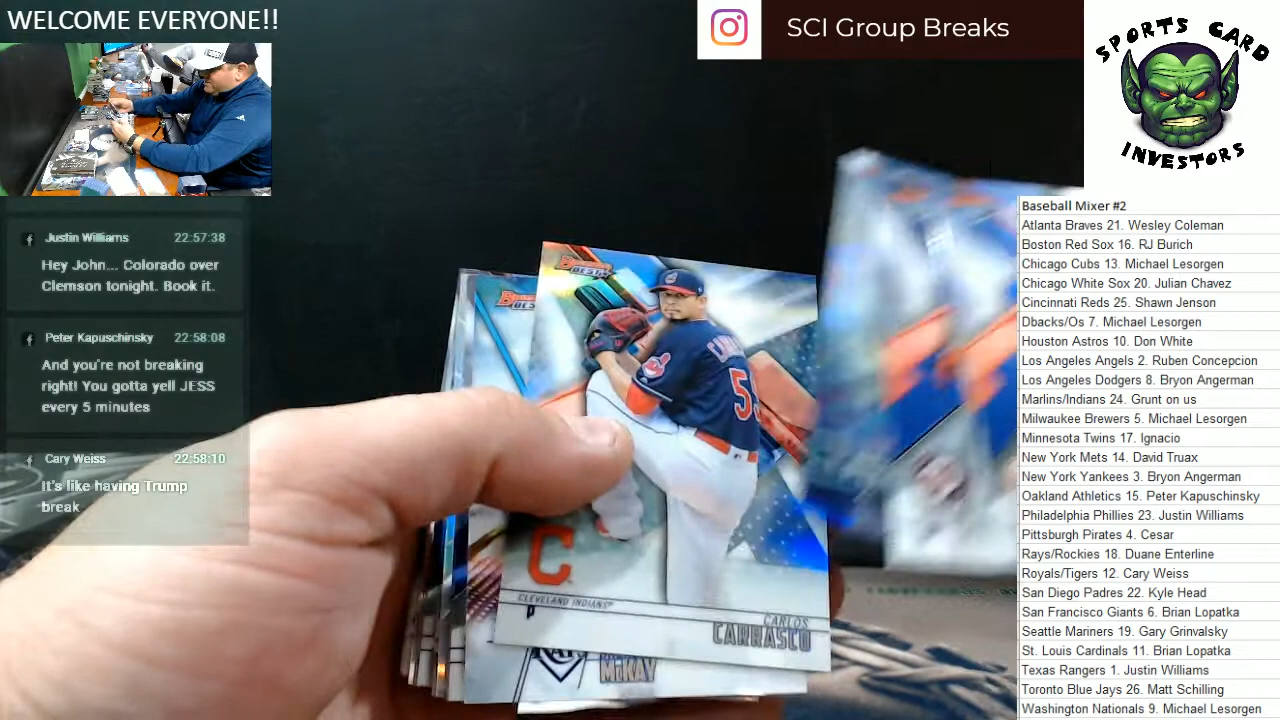 WELCOME EVERYONE!!
SCI Group Breaks
SPORTS CARD
INVESTORS
Justin Williams 22:57:38
Hey John... Colorado over
Clemson tonight. Book it.
Peter Kapuschinsky 22:58:08
And you're not breaking
right! You gotta yell JESS
every 5 minutes
Cary Weiss 22:58:10
It's like having Trump
break
BOWMAN'S
BEST
BOWMAN'S
BEST
55
C
CLEVELAND INDIANS
P
CARLOS
CARRASCO
RAYS
MCKAY
Baseball Mixer #2
Atlanta Braves 21. Wesley Coleman
Boston Red Sox 16. RJ Burich
Chicago Cubs 13. Michael Lesorgen
Chicago White Sox 20. Julian Chavez
Cincinnati Reds 25. Shawn Jenson
Dbacks/Os 7. Michael Lesorgen
Houston Astros 10. Don White
Los Angeles Angels 2. Ruben Concepcion
Los Angeles Dodgers 8. Bryon Angerman
Marlins/Indians 24. Grunt on us
Milwaukee Brewers 5. Michael Lesorgen
Minnesota Twins 17. Ignacio
New York Mets 14. David Truax
New York Yankees 3. Bryon Angerman
Oakland Athletics 15. Peter Kapuschinsky
Philadelphia Phillies 23. Justin Williams
Pittsburgh Pirates 4. Cesar
Rays/Rockies 18. Duane Enterline
Royals/Tigers 12. Cary Weiss
San Diego Padres 22. Kyle Head
San Francisco Giants 6. Brian Lopatka
Seattle Mariners 19. Gary Grinvalsky
St. Louis Cardinals 11. Brian Lopatka
Texas Rangers 1. Justin Williams
Toronto Blue Jays 26. Matt Schilling
Washington Nationals 9. Michael Lesorgen